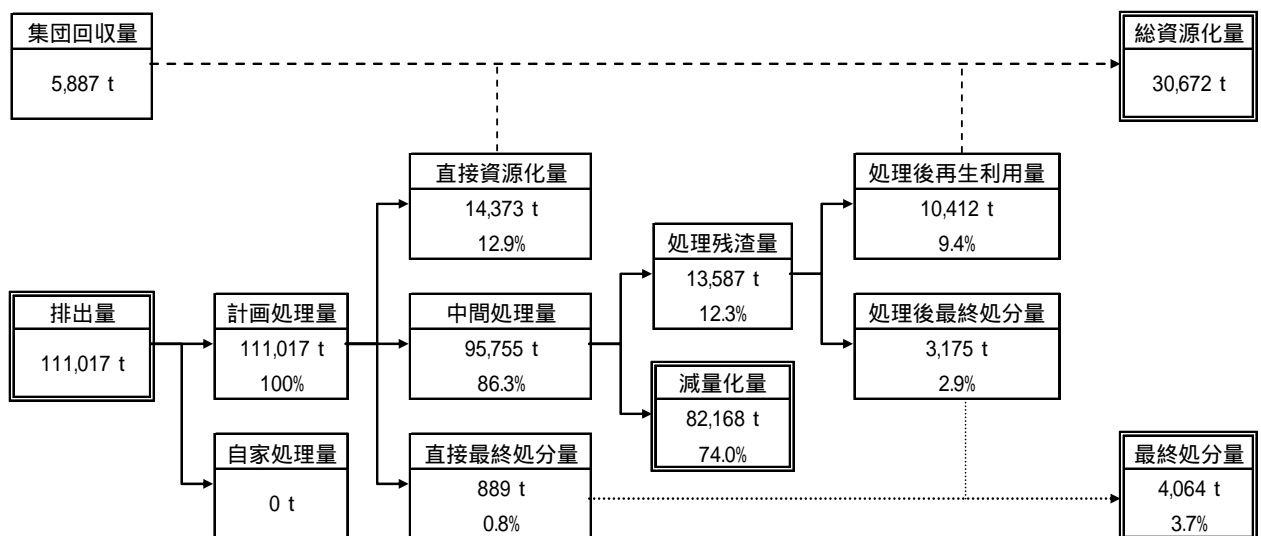 集団回収量
5,887 t
総資源化量
30,672 t
直接資源化量
14,373 t
12.9%
処理後再生利用量
10,412 t
9.4%
処理残渣量
13,587 t
12.3%
排出量
111,017 t
計画処理量
111,017 t
100%
中間処理量
95,755 t
86.3%
処理後最終処分量
3,175 t
2.9%
減量化量
82,168 t
74.0%
自家処理量
0 t
直接最終処分量
889 t
0.8%
最終処分量
4,064 t
3.7%